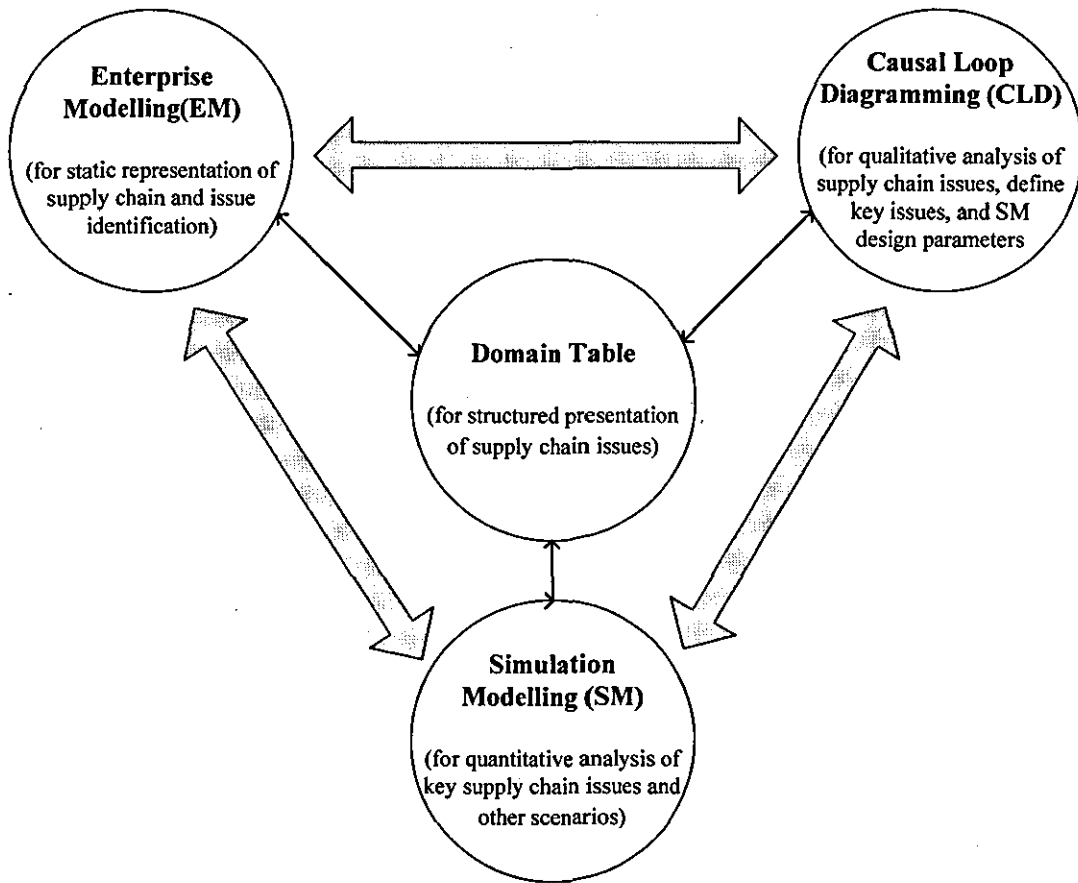 Enterprise
Modelling(EM)
(for static representation of
supply chain and issue
identification)
Causal Loop
Diagramming (CLD)
(for qualitative analysis of
supply chain issues, define
key issues, and SM
design parameters
Domain Table
(for structured presentation
of supply chain issues)
Simulation
Modelling (SM)
(for quantitative analysis of
key supply chain issues and
other scenarios)